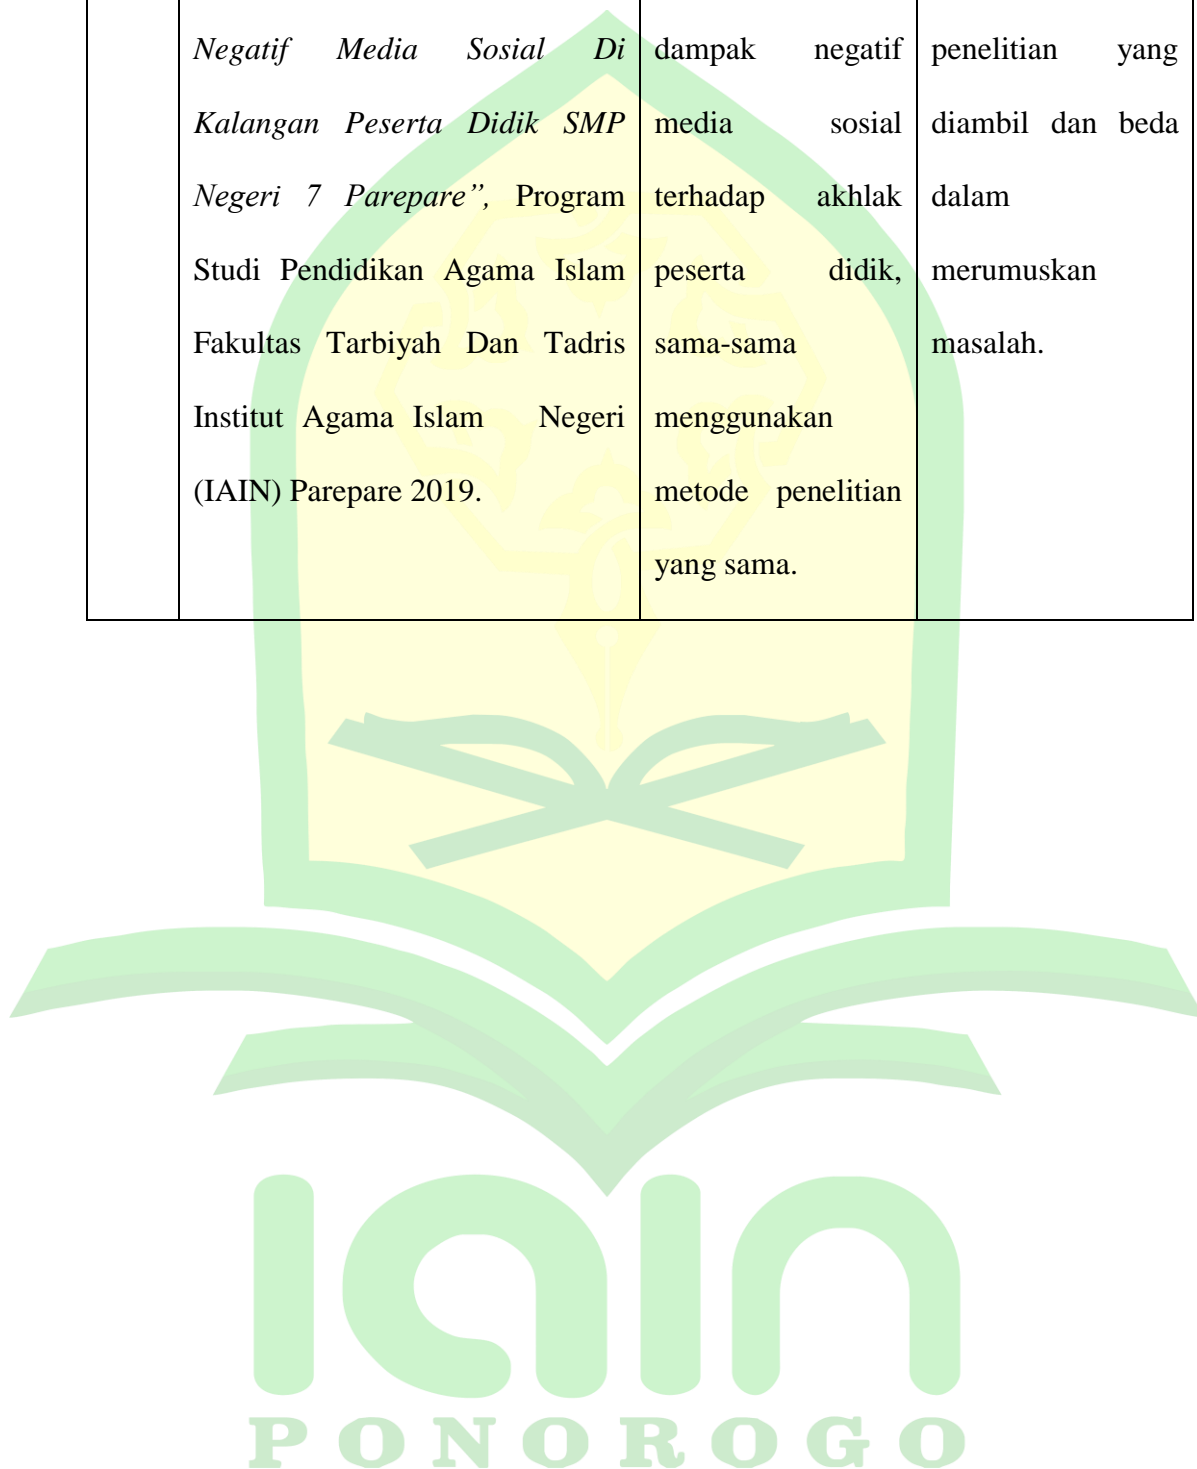 Negatif Media Sosial Di
Kalangan Peserta Didik SMP
Negeri 7 Parepare”, Program
Studi Pendidikan Agama Islam
Fakultas Tarbiyah Dan Tadris
Institut Agama Islam Negeri
(IAIN) Parepare 2019.
dampak negatif
media sosial
terhadap akhlak
peserta didik,
sama-sama
menggunakan
metode penelitian
yang sama.
penelitian yang
diambil dan beda
dalam
merumuskan
masalah.
iain
PONOROGO